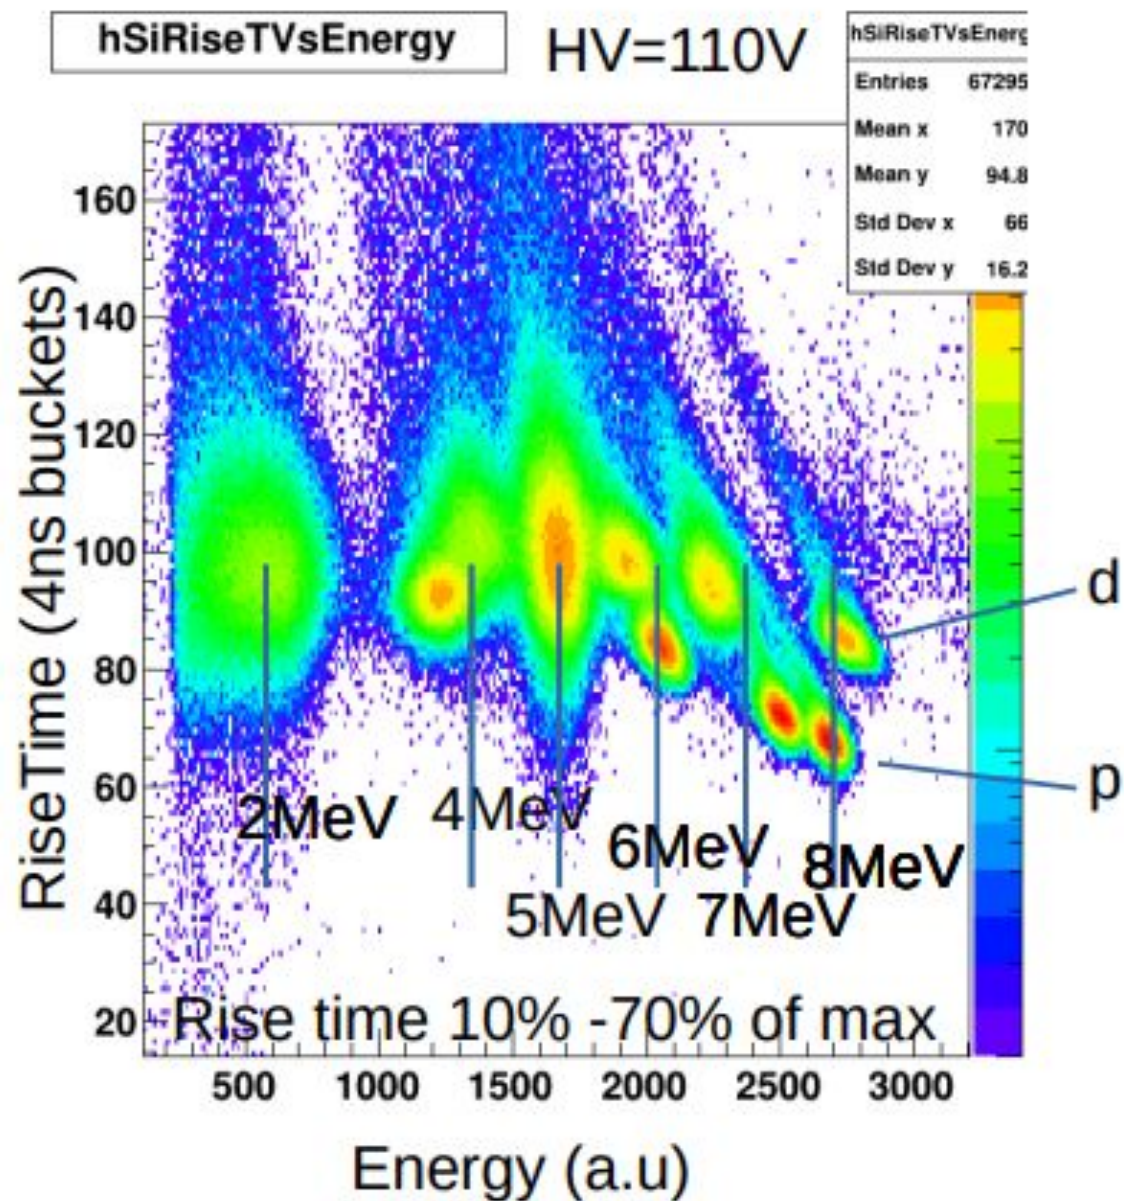 hSiRiseTVsEnergy
HV=110V
hSiRiseTVsEnerg
Entries 67295
Mean x 170
Mean y 94.8
Std Dev x 66
Std Dev y 16.2
RiseTime (4ns buckets)
160
140
120
100
80
60
40
20
d
p
2MeV
4MeV
6MeV
8MeV
5MeV
7MeV
Rise time 10% -70% of max
500 1000 1500 2000 2500 3000
Energy (a.u)